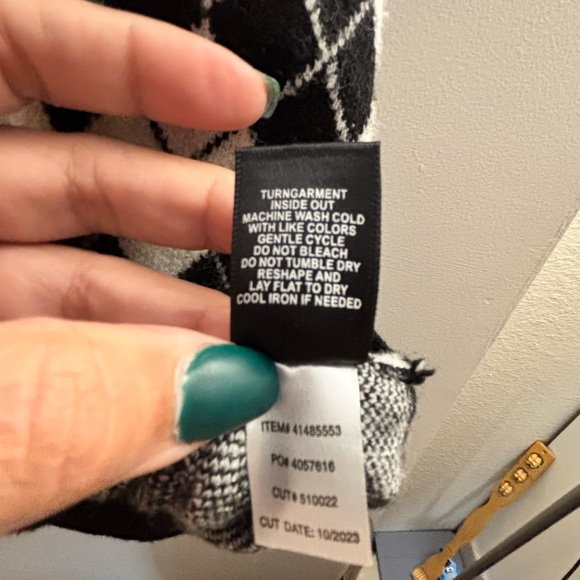 TURNGARMENT
INSIDE OUT
MACHINE WASH COLD
WITH LIKE COLORS
GENTLE CYCLE
DO NOT BLEACH
DO NOT TUMBLE DRY
RESHAPE AND
LAY FLAT TO DRY
COOL IRON IF NEEDED
ITEM# 41485553
PO# 4057616
CUT# 510022
CUT DATE: 10/2023